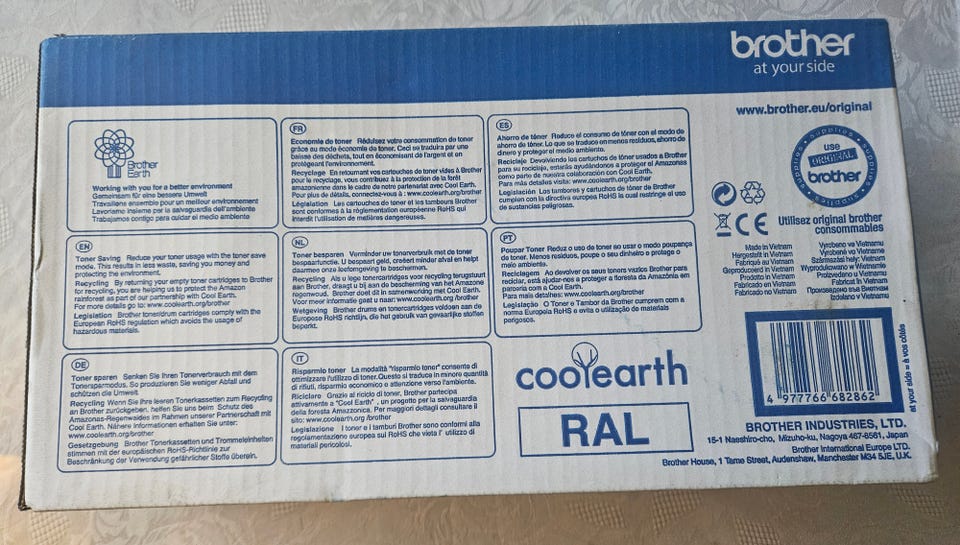 brother
at your side
www.brother.eu/original
supplies
use
ORIGINAL
brother
supplies
Utilisez original brother
consommables
Brother
Earth
Working with you for a better environment
Gemeinsam für eine bessere Umwelt
Travaillons ensemble pour un meilleur environnement
Lavoriamo insieme per la salvaguardia dell'ambiente
Trabajamos contigo para cuidar el medio ambiente
FR
Economie de toner Réduisez votre consommation de toner
grâce au mode économie de toner. Ceci se traduira par une
baisse des déchets, tout en économisant de l'argent et en
protégeant l'environnement.
Recyclage En retournant vos cartouches de toner vides à Brother
pour le recyclage, vous contribuez à la protection de la forêt
amazonienne dans le cadre de notre partenariat avec Cool Earth.
Pour plus de détails, connectez-vous à : www.coolearth.org/brother
Législation Les cartouches de toner et les tambours Brother
sont conformes à la réglementation européenne RoHS qui
interdit l'utilisation de matières dangereuses.
ES
Ahorro de tóner Reduce el consumo de tóner con el modo de
ahorro de tóner. Lo que se traduce en menos residuos, ahorro de
dinero y proteger el medio ambiente.
Reciclaje Devolviendo los cartuchos de tóner usados a Brother
para su reciclaje, estarás ayudándonos a proteger el Amazonas
como parte de nuestra colaboración con Cool Earth.
Para más detalles visita: www.coolearth.org/brother
Legislación Los tambores y cartuchos de tóner de Brother
cumplen con la directiva europea RoHS la cual restringe el uso
de sustancias peligrosas.
EN
Toner Saving Reduce your toner usage with the toner save
mode. This results in less waste, saving you money and
protecting the environment.
Recycling By returning your empty toner cartridges to Brother
for recycling, you are helping us to protect the Amazon
rainforest as part of our partnership with Cool Earth.
For more details go to: www.coolearth.org/brother
Legislation Brother toner/drum cartridges comply with the
European RoHS regulation which avoids the usage of
hazardous materials.
NL
Toner besparen Verminder uw tonerverbruik met de toner
bespaarfunctie. U bespaart geld, creëert minder afval en help
daarmee onze leefomgeving te beschermen.
Recycling Als u lege tonercartridges voor recycling terugstuurt
aan Brother, draagt u bij aan de bescherming van het Amazone
regenwoud. Brother doet dit in samenwerking met Cool Earth.
Voor meer informatie gaat u naar: www.coolearth.org/brother
Wetgeving Brother drums en tonercartridges voldoen aan de
Europese RoHS richtlijn, die het gebruik van gevaarlijke stoffen
beperkt.
PT
Poupar Toner Reduz o uso de toner ao usar o modo poupança
de toner. Menos resíduos, poupe o seu dinheiro e protege o
meio ambiente.
Reciclagem Ao devolver os seus toners vazios Brother para
reciclar, está ajudar-nos a proteger a floresta da Amazonia em
parceria com a Cool Earth.
Para mais detalhes: www.coolearth.org/brother
Legislação O Toner e Tambor da Brother cumprem com a
norma Europeia RoHS e evita o utilização de materiais
perigosos.
DE
Toner sparen Senken Sie Ihren Tonerverbrauch mit dem
Tonersparmodus. So produzieren Sie weniger Abfall und
schützen die Umwelt.
Recycling Wenn Sie Ihre leeren Tonerkassetten zum Recycling
an Brother zurückgeben, helfen Sie uns beim Schutz des
Amazonas-Regenwaldes im Rahmen unserer Partnerschaft mit
Cool Earth. Nähere Informationen erhalten Sie unter:
www.coolearth.org/brother
Gesetzgebung Brother Tonerkassetten und Trommeleinheiten
stimmen mit der europäischen RoHS-Richtlinie zur
Beschränkung der Verwendung gefährlicher Stoffe überein.
IT
Risparmio toner La modalità "risparmio toner" consente di
ottimizzare l'utilizzo di toner.Questo si traduce in minore quantità
di rifiuti, risparmio economico e attenzione verso l'ambiente.
Riciclare Grazie al riciclo di toner, Brother partecipa
attivamente a "Cool Earth", un progetto per la salvaguardia
della foresta Amazzonica. Per maggiori dettagli consultare il
sito: www.coolearth.org/brother
Legislazione I toner e i tamburi Brother sono conformi alla
regolamentazione europea sul RoHS che vieta l' utilizzo di
materiali pericolosi.
coolearth
RAL
CE
Made in Vietnam
Hergestellt in Vietnam
Fabriqué au Vietnam
Geproduceerd in Vietnam
Prodotto in Vietnam
Fabricado en Vietnam
Fabricado no Vietnam
Vyrobeno ve Vietnamu
Vyrobené vo Vietname
Származási hely: Vietnam
Wyprodukowano w Wietnamie
Proizvedeno u Vietnamu
Fabricat în Vietnam
Произведено във Виетнам
Izdelano v Vietnamu
4 977766 682862
at your side = à vos côtés
BROTHER INDUSTRIES, LTD.
15-1 Naeshiro-cho, Mizuho-ku, Nagoya 467-8561, Japan
Brother International Europe LTD.
Brother House, 1 Tame Street, Audenshaw, Manchester M34 5JE, U.K.